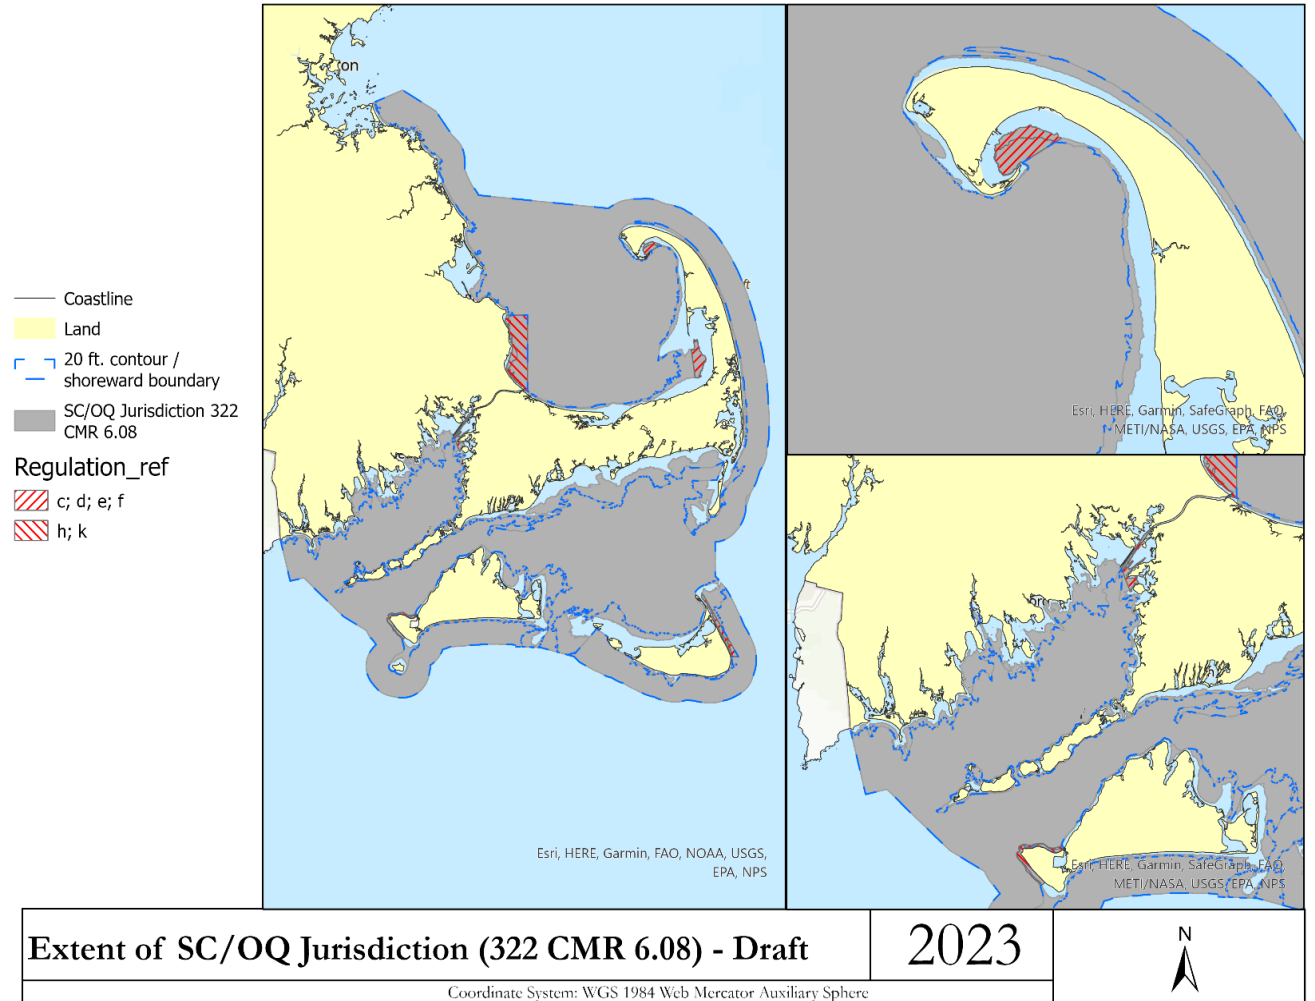 Coastline
Land
20 ft. contour /
shoreward boundary
SC/OQ Jurisdiction 322
CMR 6.08
Regulation_ref
c; d; e; f
h; k
Esri, HERE, Garmin, FAO, NOAA, USGS,
EPA, NPS
Esri, HERE, Garmin, SafeGraph, FAO,
METI/NASA, USGS, EPA, NPS
Esri, HERE, Garmin, SafeGraph, FAO,
METI/NASA, USGS, EPA, NPS
Extent of SC/OQ Jurisdiction (322 CMR 6.08) - Draft
2023
N
Coordinate System: WGS 1984 Web Mercator Auxiliary Sphere